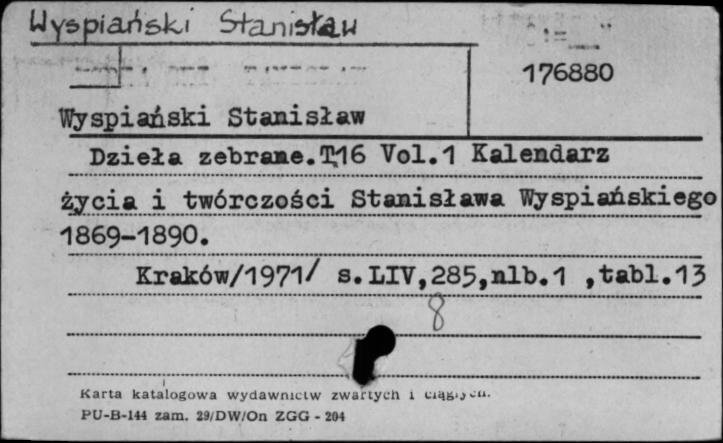 Wyspiański Stanisław
176880
Wyspiański Stanisław
Dzieła zebrane.T.16 Vol.1 Kalendarz
życia i twórczości Stanisława Wyspiańskiego
1869-1890.
Kraków/1971/ s.LIV,285,nlb.1 ,tabl.13
8
Karta katalogowa wydawnictw zwartych i ciągłych.
PU-B-144 zam. 29/DW/On ZGG - 204